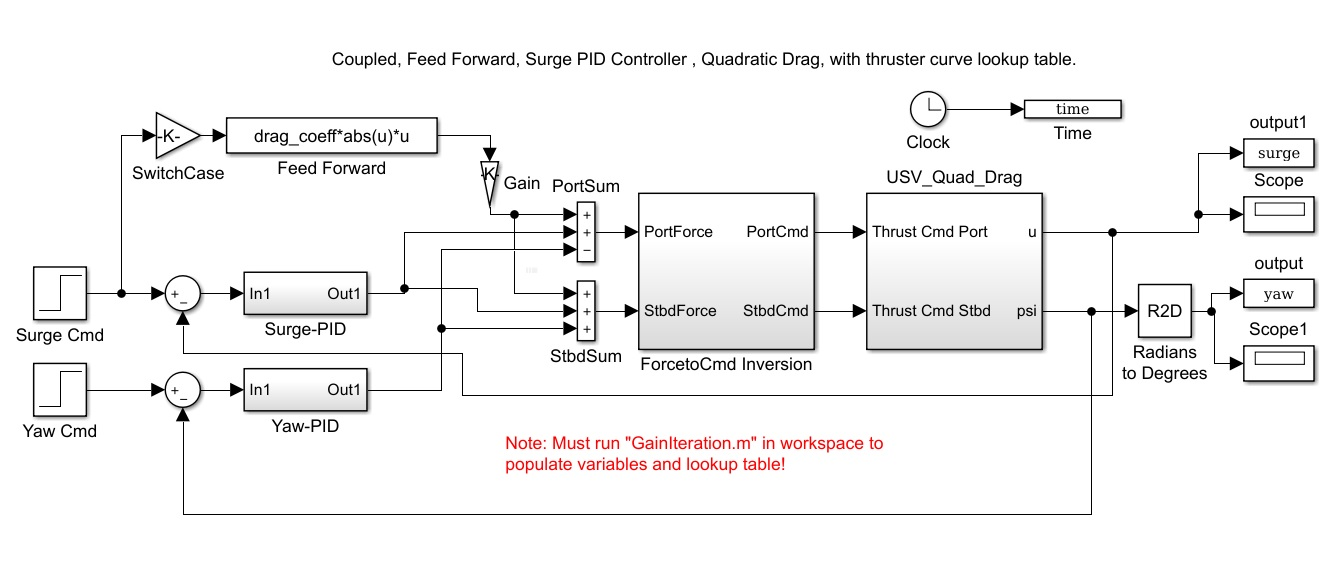 Coupled, Feed Forward, Surge PID Controller , Quadratic Drag, with thruster curve lookup table.
Clock
time
Time
-K-
SwitchCase
drag_coeff*abs(u)*u
Feed Forward
-K-
Gain
PortSum
+
+
−
USV_Quad_Drag
output1
surge
Scope
PortForce
PortCmd
StbdForce
StbdCmd
ForcetoCmd Inversion
Thrust Cmd Port
u
Thrust Cmd Stbd
psi
Surge Cmd
+
_
In1
Out1
Surge-PID
+
+
+
StbdSum
R2D
Radians
to Degrees
output
yaw
Scope1
Yaw Cmd
+
_
In1
Out1
Yaw-PID
Note: Must run "GainIteration.m" in workspace to
populate variables and lookup table!